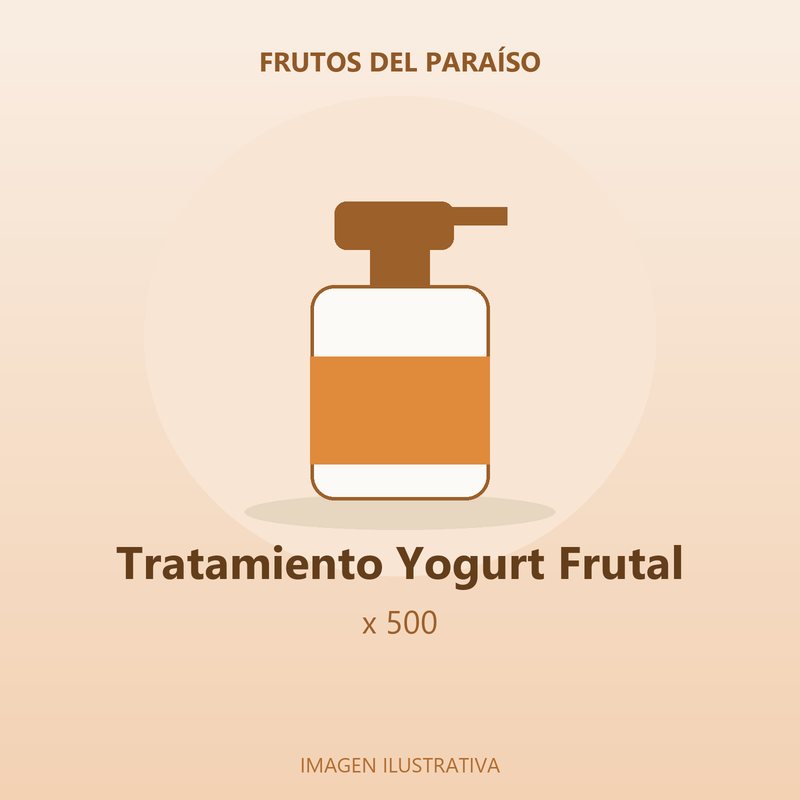 FRUTOS DEL PARAÍSO
Tratamiento Yogurt Frutal
x 500
IMAGEN ILUSTRATIVA